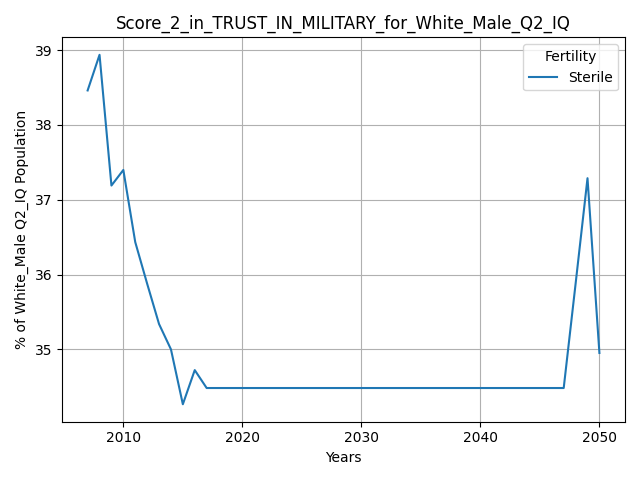 Score_2_in_TRUST_IN_MILITARY_for_White_Male_Q2_IQ
Fertility
Sterile
% of White_Male Q2_IQ Population
39
38
37
36
35
2010
2020
2030
2040
2050
Years